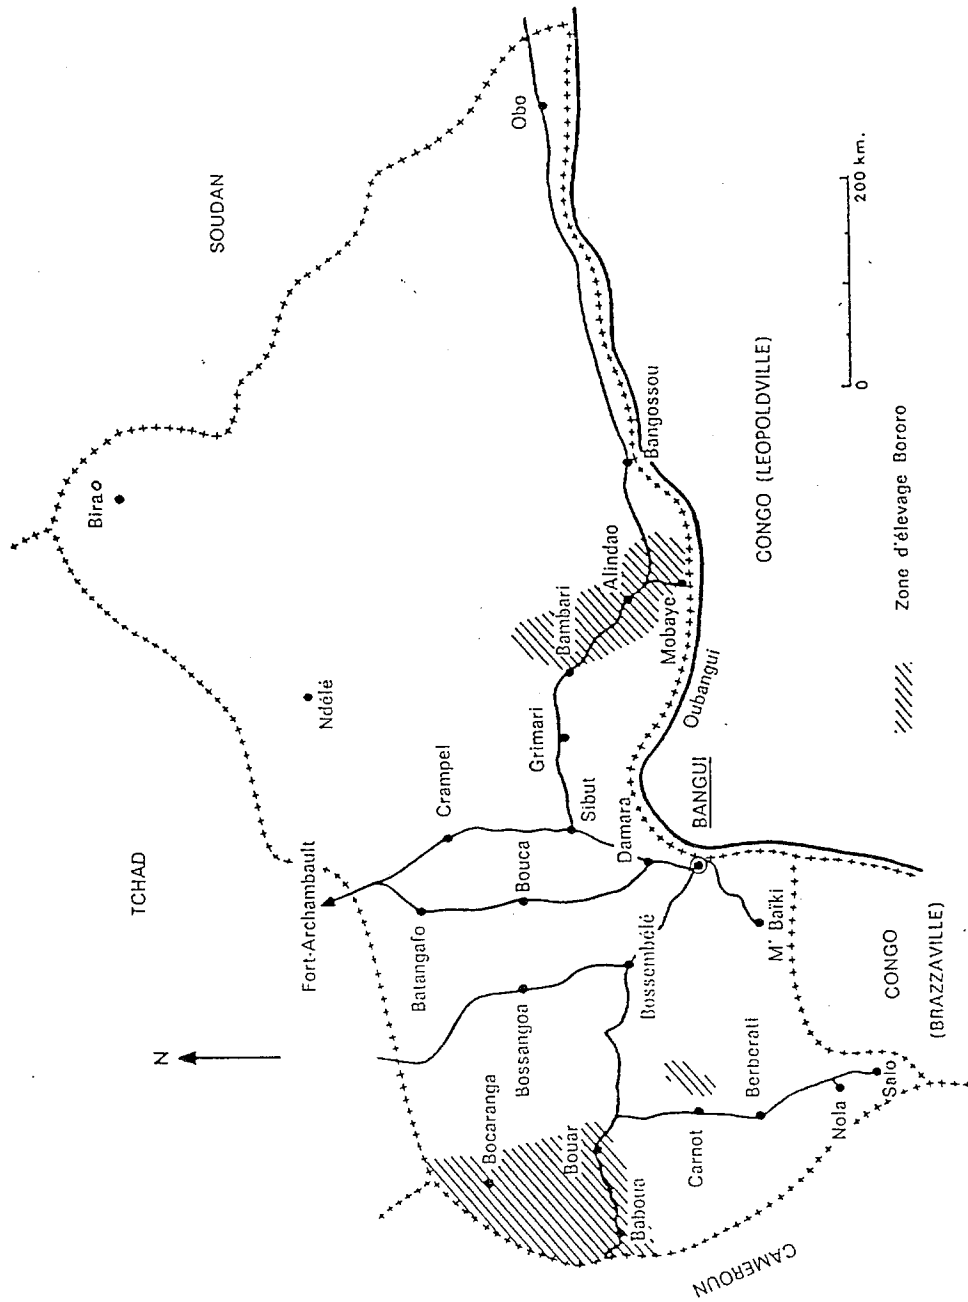 TCHAD
SOUDAN
N
Fort-Archambault
Birao
Ndélé
Obo
Bocaranga
Bossangoa
Batangafo
Bouca
Crampel
Sibut
Grimari
Bambari
Alindao
Bangossou
Mobaye
Damara
Bossembélé
Bouar
Baboua
Carnot
Berberati
Nola
Salo
M' Baïki
BANGUI
Oubangui
CAMEROUN
CONGO
(BRAZZAVILLE)
CONGO (LEOPOLDVILLE)
Zone d'élevage Bororo
0 200 km.